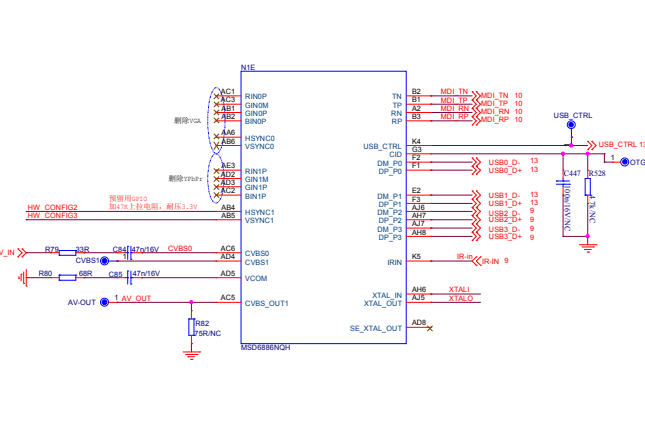 N1E
AC1 RIN0P
AC3 GIN0M
AB1 GIN0P
AB2 BIN0P
删除VGA
AA6 HSYNC0
AB6 VSYNC0
AE3 RIN1P
AD2 GIN1M
AD3 GIN1P
AC2 BIN1P
删除YPbPr
预留用GPIO
加47K上拉电阻，耐压3.3V
HW_CONFIG2 AB4 HSYNC1
HW_CONFIG3 AB5 VSYNC1
V_IN R79 33R C84 47n/16V CVBS0 AC6 CVBS0
CVBS1 1 AD4 CVBS1
R80 68R C85 47n/16V AD5 VCOM
AV-OUT 1 AV_OUT AC5 CVBS_OUT1
R82
75R/NC
MSD6886NQH
TN B2 MDI_TN MDI_TN 10
TP B1 MDI_TP MDI_TP 10
RN A2 MDI_RN MDI_RN 10
RP B3 MDI_RP MDI_RP 10
USB_CTRL
USB_CTRL K4 USB_CTRL 13
CID G3 1 OTG
DM_P0 F2 USB0_D- 13
DP_P0 F1 USB0_D+ 13
C447
100n/16V/NC
R528
4.7k/NC
DM_P1 E2 USB1_D- 13
DP_P1 F3 USB1_D+ 13
DM_P2 AJ6 USB2_D- 9
DP_P2 AH7 USB2_D+ 9
DM_P3 AJ7 USB3_D- 9
DP_P3 AH8 USB3_D+ 9
IRIN K5 IR-in IR-IN 9
XTAL_IN AH6 XTALI
XTAL_OUT AJ5 XTALO
SE_XTAL_OUT AD8